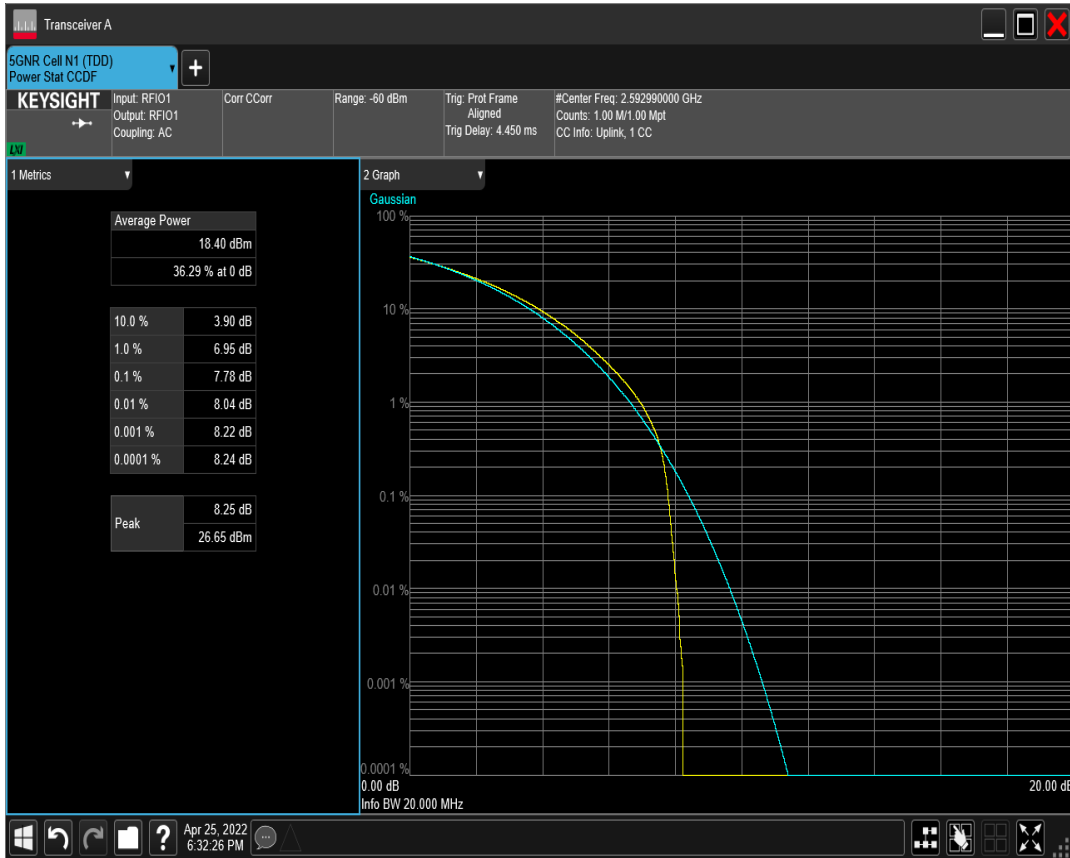 Transceiver A
5GNR Cell N1 (TDD)
Power Stat CCDF
KEYSIGHT
LXI
Input: RFIO1
Output: RFIO1
Coupling: AC
Corr CCorr
Range: -60 dBm
Trig: Prot Frame
Aligned
Trig Delay: 4.450 ms
#Center Freq: 2.592990000 GHz
Counts: 1.00 M/1.00 Mpt
CC Info: Uplink, 1 CC
1 Metrics
Average Power
18.40 dBm
36.29 % at 0 dB
10.0 % 3.90 dB
1.0 % 6.95 dB
0.1 % 7.78 dB
0.01 % 8.04 dB
0.001 % 8.22 dB
0.0001 % 8.24 dB
Peak
8.25 dB
26.65 dBm
2 Graph
Gaussian
100 %
10 %
1 %
0.1 %
0.01 %
0.001 %
0.0001 %
0.00 dB
20.00 dB
Info BW 20.000 MHz
Apr 25, 2022
6:32:26 PM